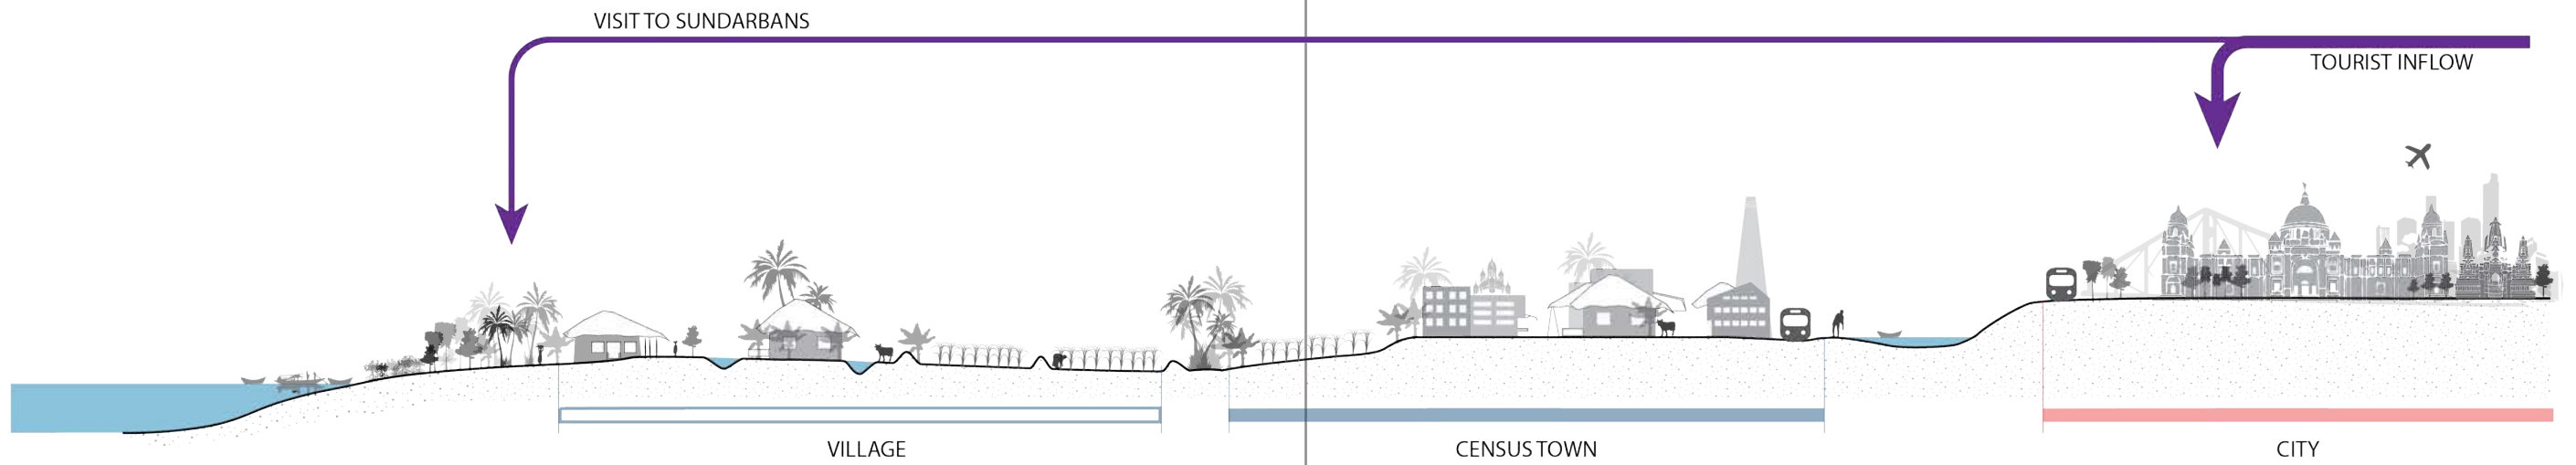 VISIT TO SUNDARBANS
TOURIST INFLOW
VILLAGE
CENSUS TOWN
CITY